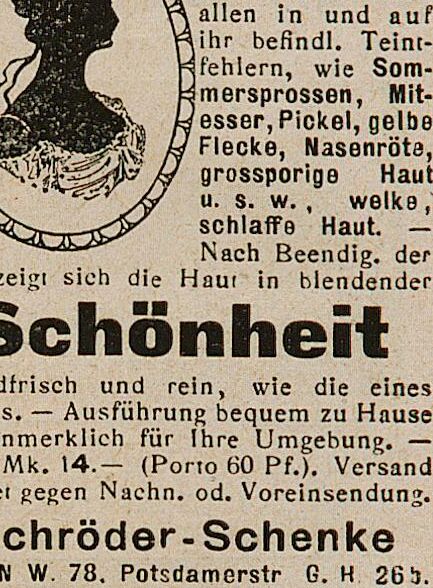 allen in und auf
ihr befindl. Teint-
fehlern, wie Som-
mersprossen, Mit-
esser, Pickel, gelbe
Flecke, Nasenröte,
grossporige Haut
u. s. w., welke,
schlaffe Haut. —
Nach Beendig. der
zeigt sich die Haut in blendender
Schönheit
dfrisch und rein, wie die eines
s. — Ausführung bequem zu Hause
nmerklich für Ihre Umgebung. —
Mk. 14.— (Porto 60 Pf.). Versand
et gegen Nachn. od. Voreinsendung.
chröder-Schenke
N W. 78, Potsdamerstr G. H 26b.